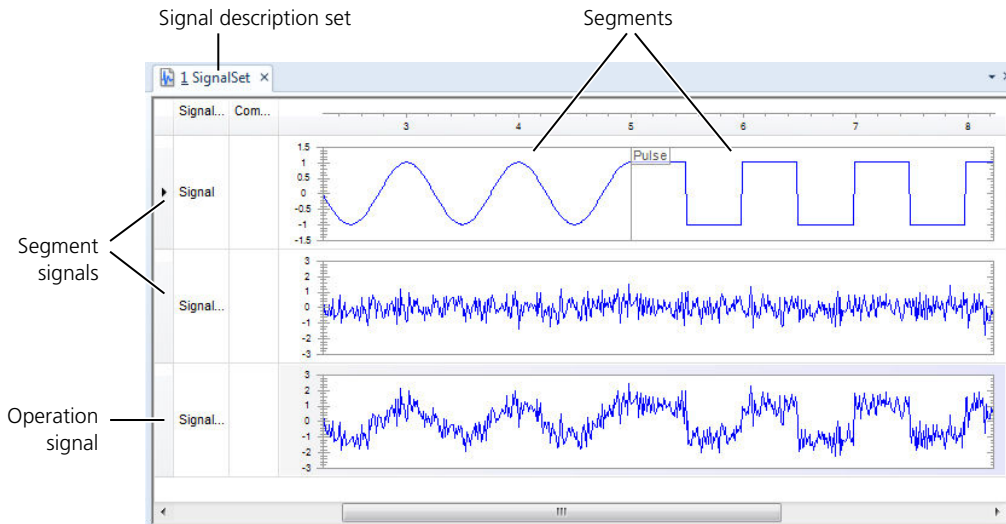 Signal description set
Segments
1 SignalSet ×
Signal... Com...
3 4 5 6 7 8
1.5
1
0.5
0
-0.5
-1
-1.5
Signal
Pulse
Segment
signals
3
2
1
0
-1
-2
-3
Signal...
Operation
signal
3
2
1
0
-1
-2
-3
Signal...